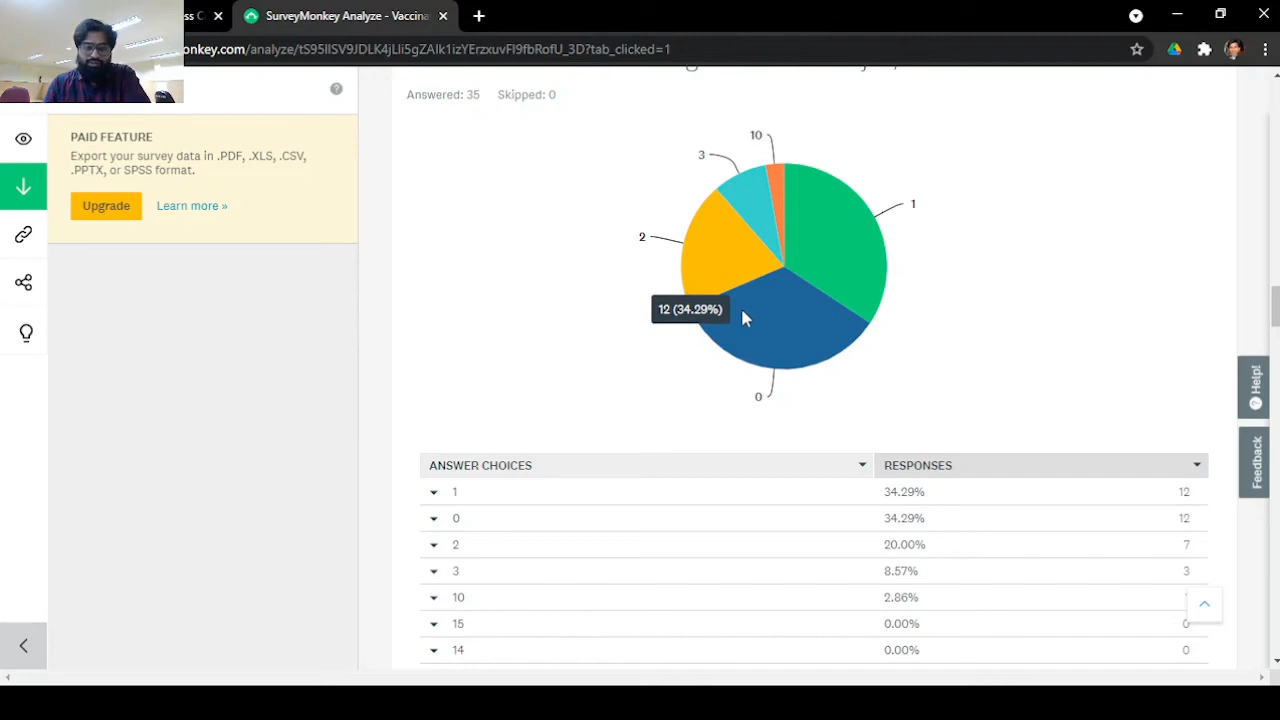 ss C
SurveyMonkey Analyze - Vaccina
nkey.com/analyze/tS95IISV9JDLK4jLIi5gZAIk1izYErzxuvFI9fbRofU_3D?tab_clicked=1
Answered: 35 Skipped: 0
PAID FEATURE
Export your survey data in .PDF, .XLS, .CSV,
.PPTX, or SPSS format.
Upgrade Learn more »
10
3
1
2
12 (34.29%)
0
Help!
Feedback
ANSWER CHOICES RESPONSES
1 34.29% 12
0 34.29% 12
2 20.00% 7
3 8.57% 3
10 2.86%
15 0.00% 0
14 0.00% 0